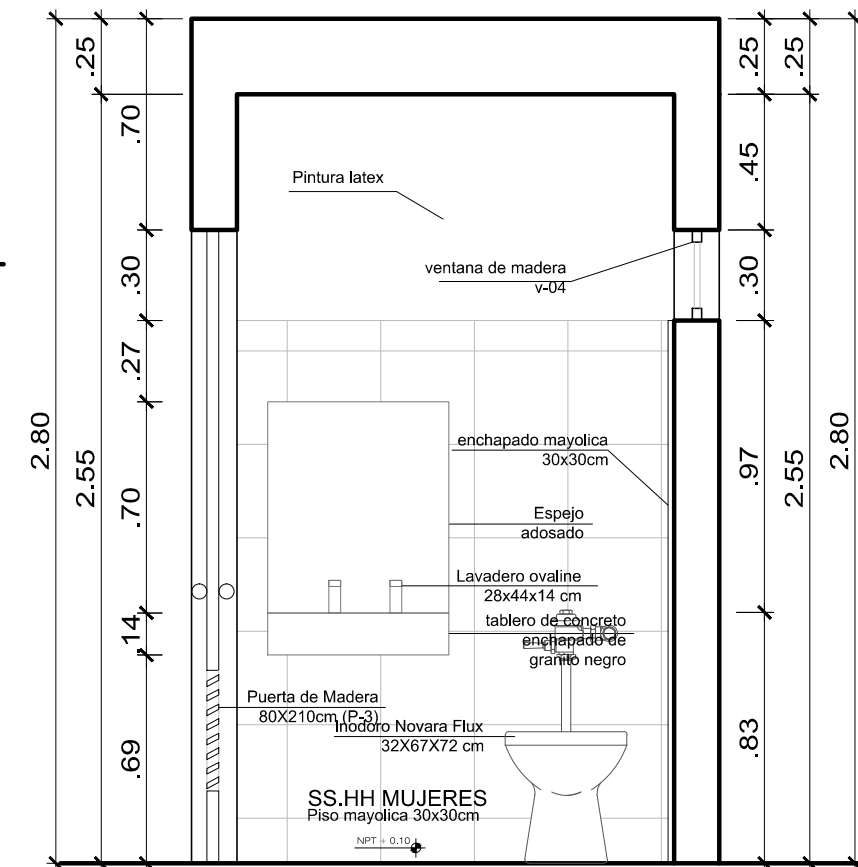 .25
.70
.30
.27
.70
.14
.69
2.55
2.80
Pintura latex
ventana de madera
v-04
enchapado mayolica
30x30cm
Espejo
adosado
Lavadero ovaline
28x44x14 cm
tablero de concreto
enchapado de
granito negro
Puerta de Madera
80X210cm (P-3)
Inodoro Novara Flux
32X67X72 cm
SS.HH MUJERES
Piso mayolica 30x30cm
NPT + 0.10
.25
.45
.30
.97
.83
.25
2.55
2.80